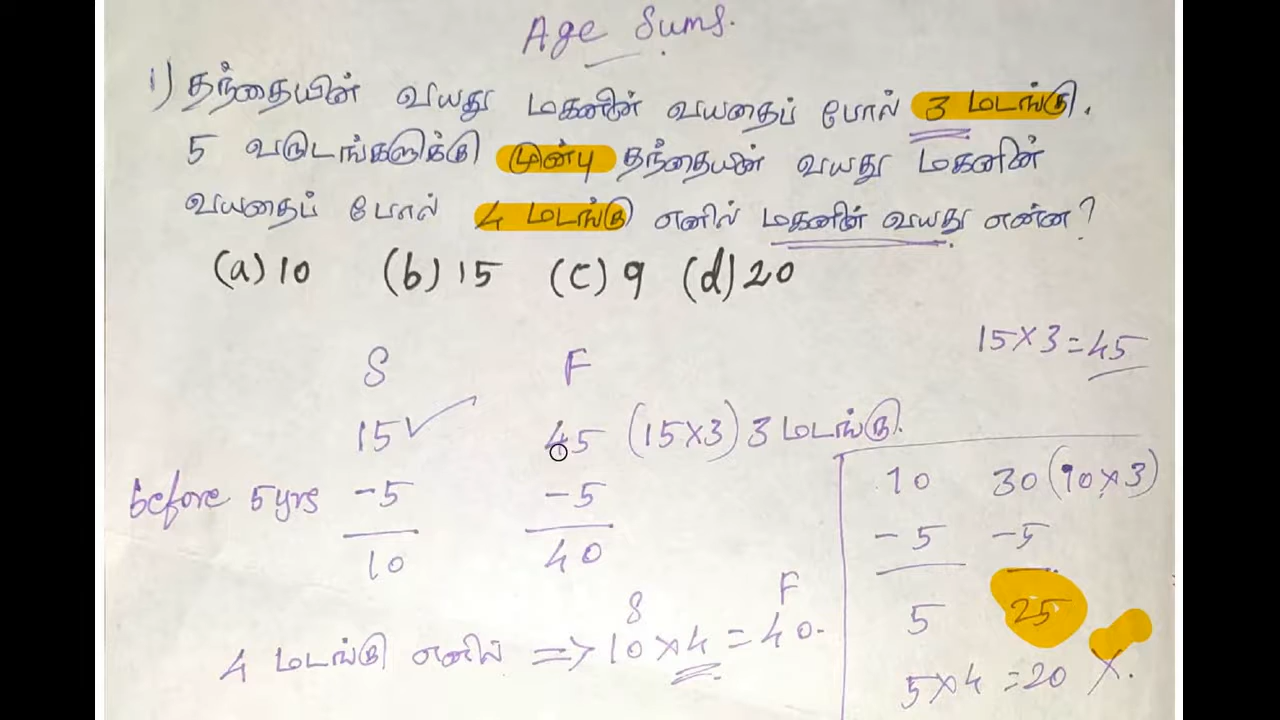 Age Sums.
1) தந்தையின் வயது மகனின் வயதைப் போல் 3 மடங்கு.
5 வருடங்களுக்கு முன்பு தந்தையின் வயது மகனின்
வயதைப் போல் 4 மடங்கு எனில் மகனின் வயது என்ன?
(a) 10 (b) 15 (c) 9 (d) 20
15×3=45
S F
15✓ 45 (15×3) 3 மடங்கு.
before 5yrs -5 -5
10 40
S F
4 மடங்கு எனில் => 10×4 = 40.
10 30 (10×3)
-5 -5
5 25
5×4 =20 ×.